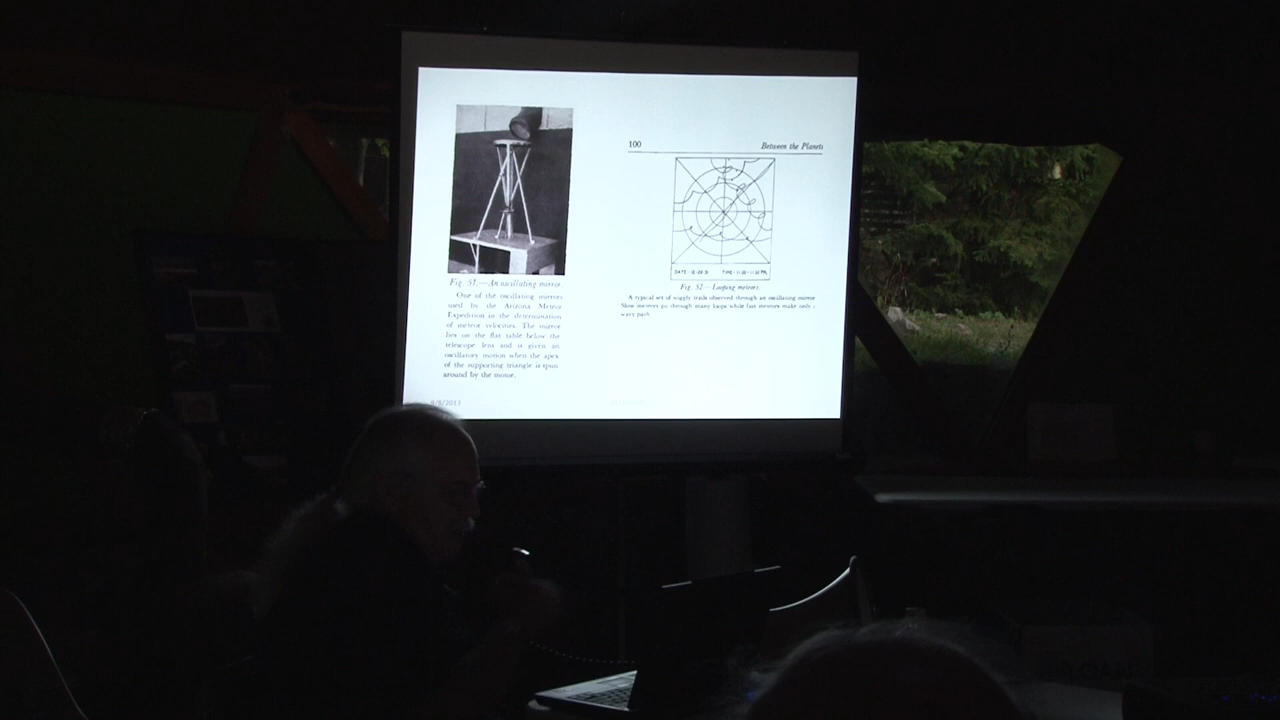 Fig. 51.—An oscillating mirror.
One of the oscillating mirrors
used by the Arizona Meteor
Expedition in the determination
of meteor velocities. The mirror
lies on the flat table below the
telescope lens and is given an
oscillatory motion when the apex
of the supporting triangle is spun
around by the motor.
100 Between the Planets
DATE
TIME
Fig. 52.—Looping meteors.
A typical set of wiggly trails observed through an oscillating mirror
Slow meteors go through many loops while fast meteors make only
wavy path
8/2013